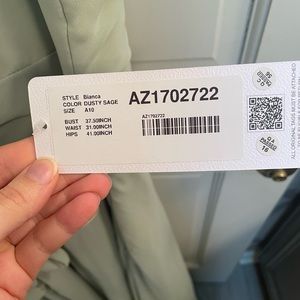 STYLE Bianca
COLOR DUSTY SAGE
SIZE A10
BUST 37.50INCH
WAIST 31.00INCH
HIPS 41.00INCH
AZ1702722
AZ1702722